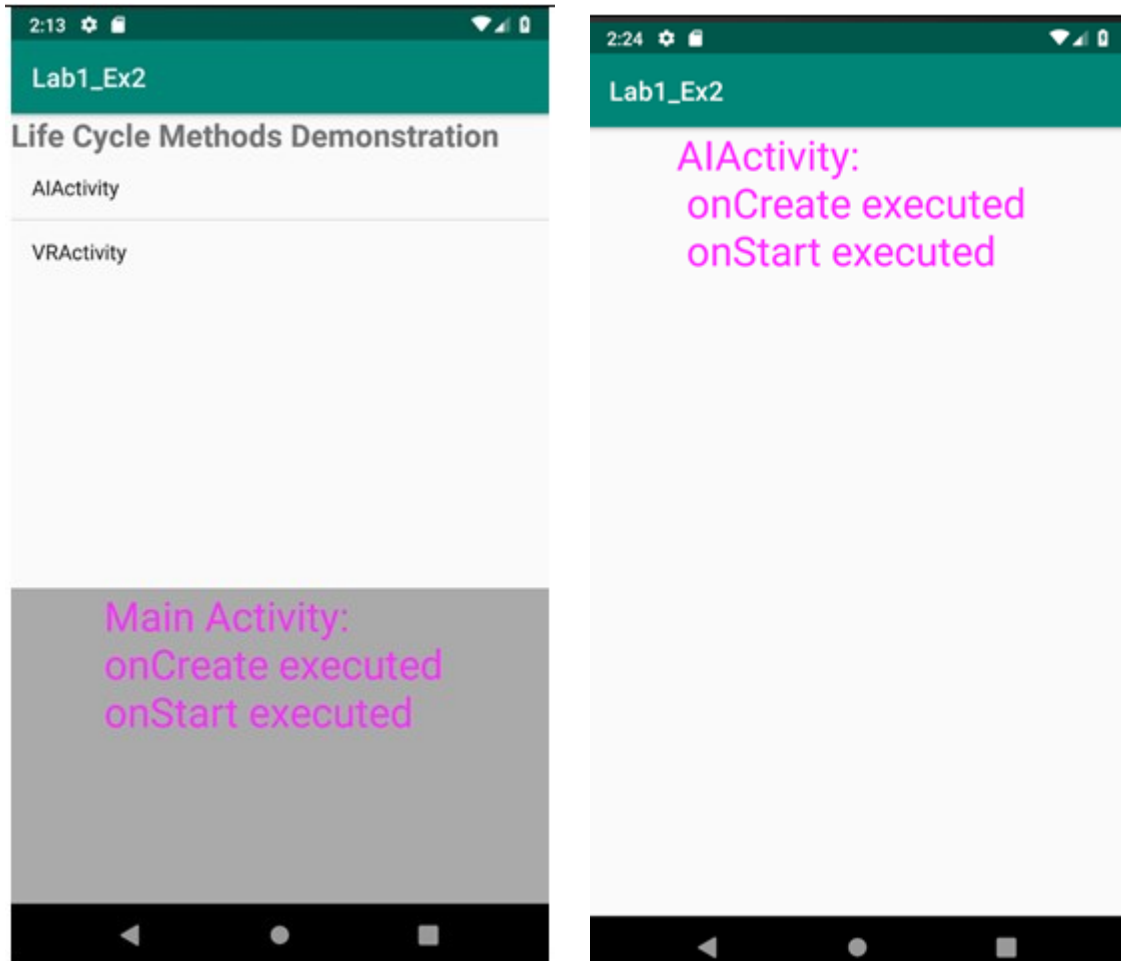 2:13
Lab1_Ex2
Life Cycle Methods Demonstration
AIActivity
VRActivity
Main Activity:
onCreate executed
onStart executed
2:24
Lab1_Ex2
AIActivity:
onCreate executed
onStart executed